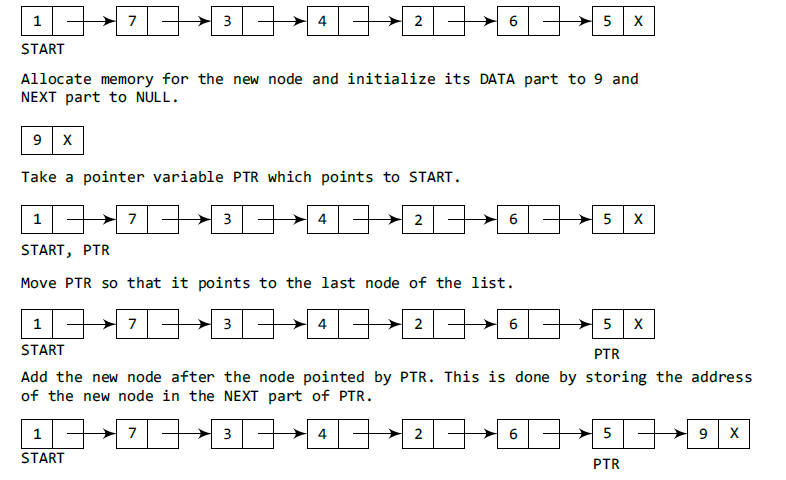 1 7 3 4 2 6 5 X
START
Allocate memory for the new node and initialize its DATA part to 9 and
NEXT part to NULL.
9 X
Take a pointer variable PTR which points to START.
1 7 3 4 2 6 5 X
START, PTR
Move PTR so that it points to the last node of the list.
1 7 3 4 2 6 5 X
START
PTR
Add the new node after the node pointed by PTR. This is done by storing the address
of the new node in the NEXT part of PTR.
1 7 3 4 2 6 5 9 X
START
PTR